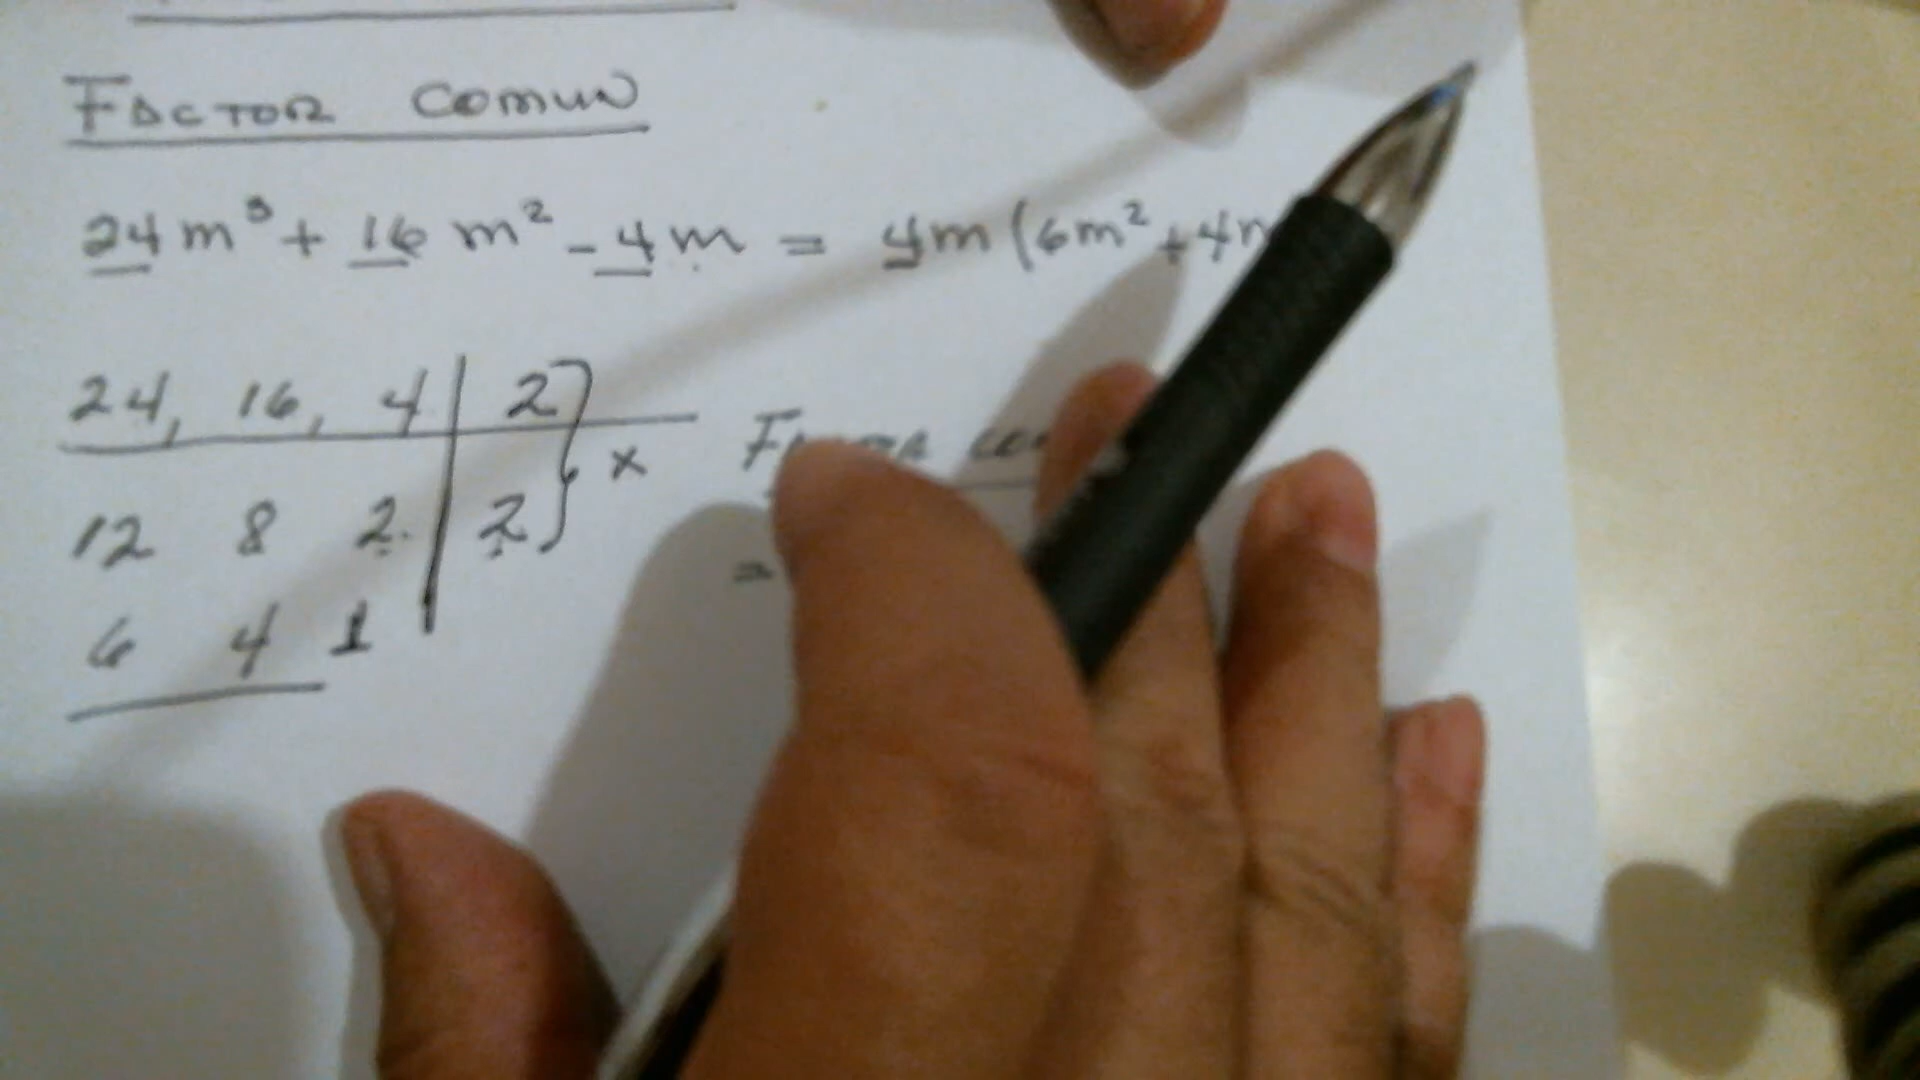 FACTOR COMUN
24m³ + 16m² - 4m = 4m (6m² + 4m
24, 16, 4 | 2
x
12 8 2 | 2
=
6 4 1